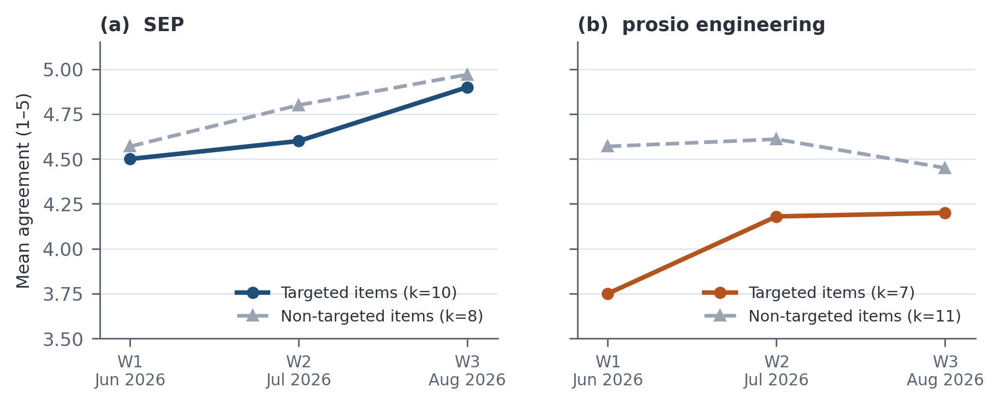 (a)  SEP
Mean agreement (1–5)
5.00
4.75
4.50
4.25
4.00
3.75
3.50
Targeted items (k=10)
Non-targeted items (k=8)
W1
Jun 2026
W2
Jul 2026
W3
Aug 2026
(b)  prosio engineering
Targeted items (k=7)
Non-targeted items (k=11)
W1
Jun 2026
W2
Jul 2026
W3
Aug 2026